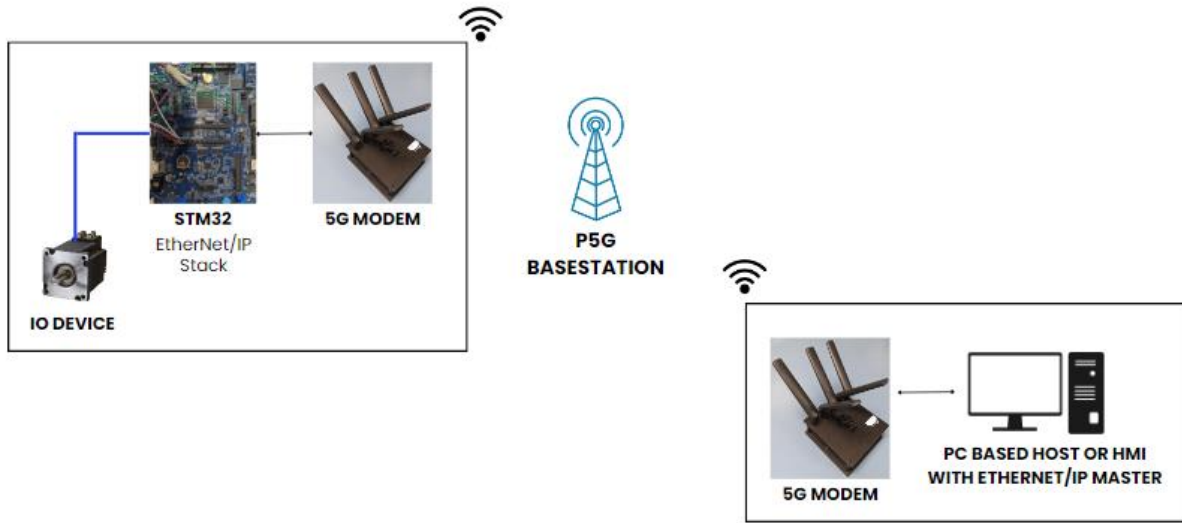 STM32
EtherNet/IP
Stack
5G MODEM
IO DEVICE
P5G
BASESTATION
5G MODEM
PC BASED HOST OR HMI
WITH ETHERNET/IP MASTER